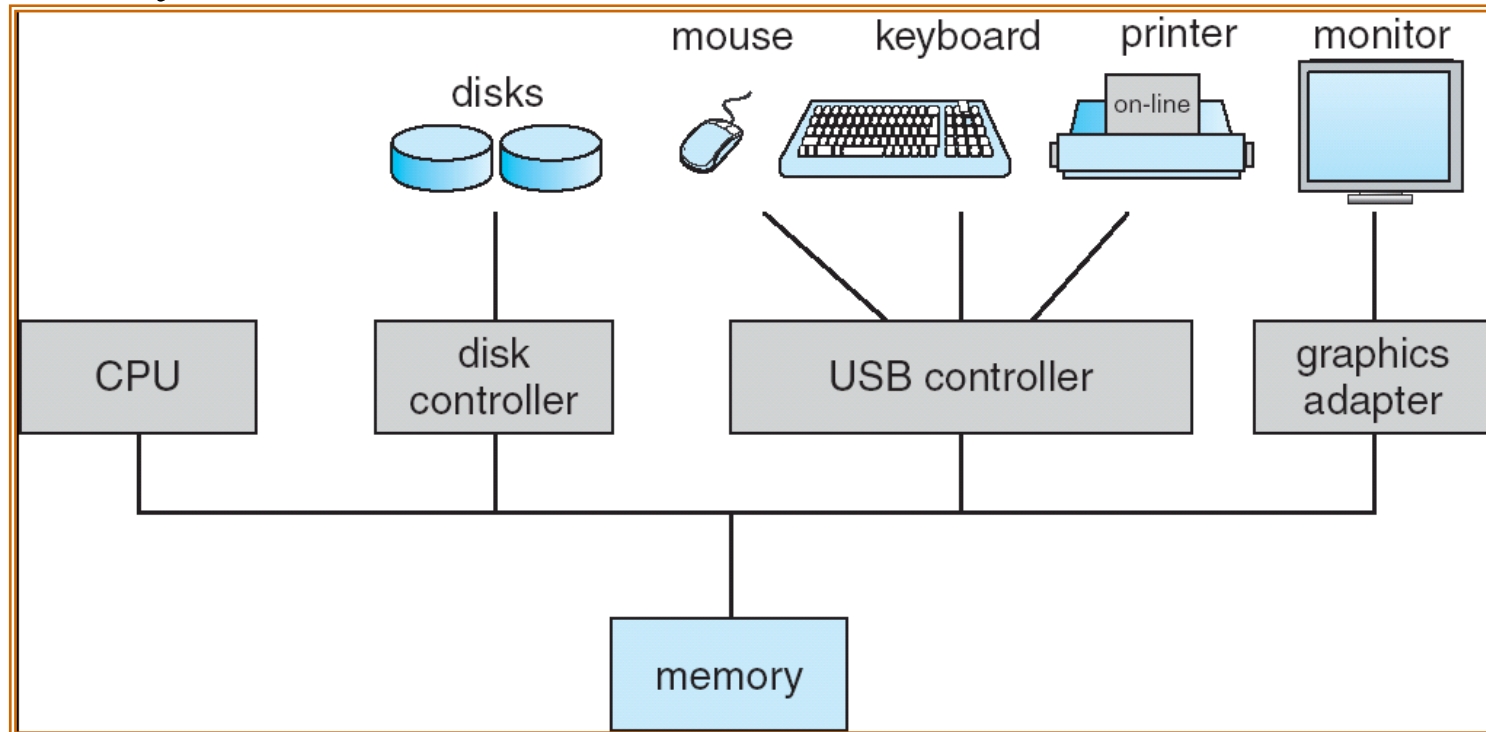 mouse
keyboard
printer
monitor
disks
on-line
CPU
disk
controller
USB controller
graphics
adapter
memory